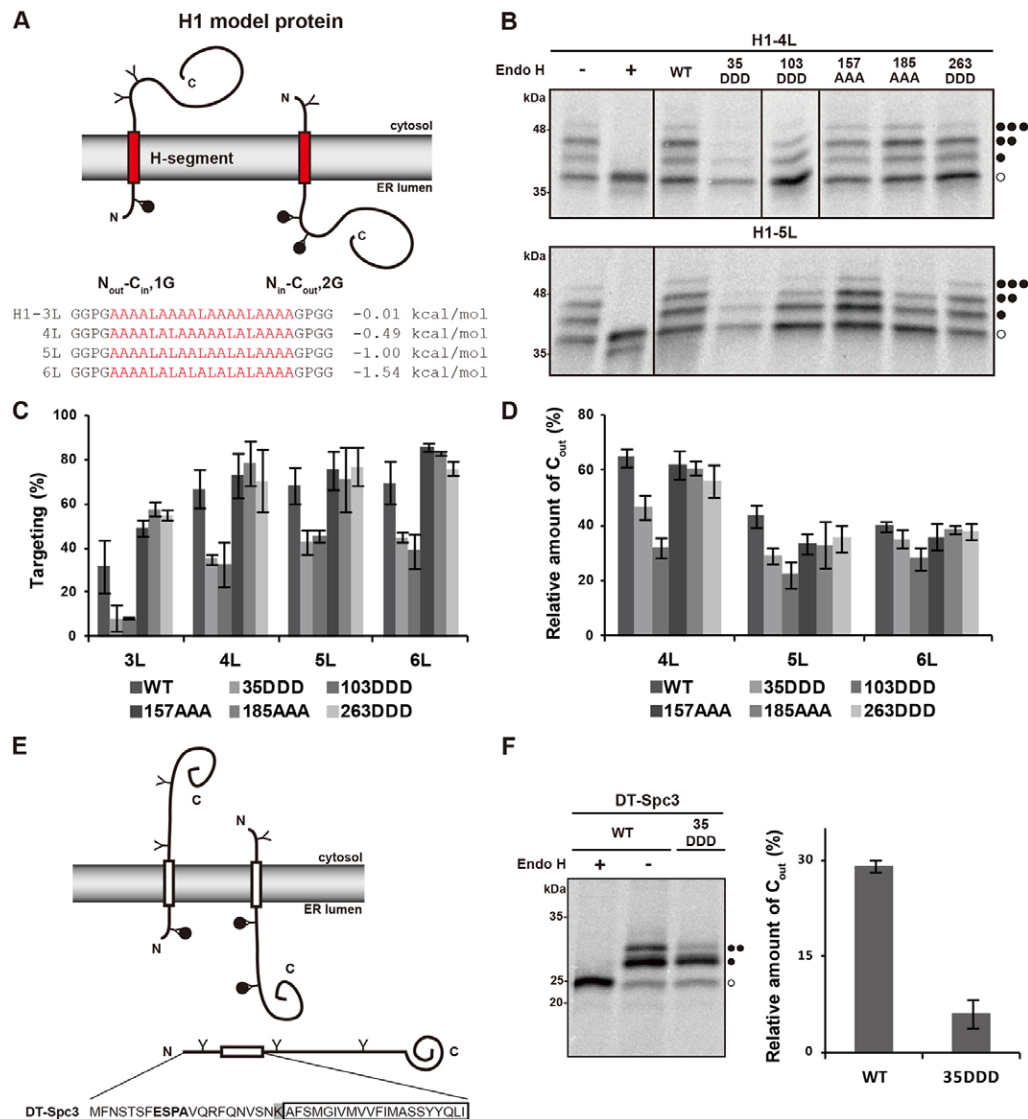 A
H1 model protein
C
N
cytosol
H-segment
ER lumen
N
C
Nout-Cin,1G
Nin-Cout,2G
H1-3L GGPGAAAALAAAALAAAALAAAAGPGG -0.01 kcal/mol
4L GGPGAAAALAALALAALAAAAGPGG -0.49 kcal/mol
5L GGPGAAAALALALALALAAAAGPGG -1.00 kcal/mol
6L GGPGAAAALALALALALALAAAAGPGG -1.54 kcal/mol
B
H1-4L
Endo H - + WT 35 DDD 103 DDD 157 AAA 185 AAA 263 DDD
kDa
48
35
H1-5L
kDa
48
35
C
Targeting (%)
100
80
60
40
20
0
3L 4L 5L 6L
WT 35DDD 103DDD
157AAA 185AAA 263DDD
D
Relative amount of Cout (%)
80
60
40
20
0
4L 5L 6L
WT 35DDD 103DDD
157AAA 185AAA 263DDD
E
C
N
cytosol
ER lumen
N
C
N
C
DT-Spc3 MFNSTSFESPAVQRFQNVSNKAFSMGIVMVVFIMASSYYQLI
F
DT-Spc3
WT 35 DDD
Endo H + -
kDa
35
25
20
Relative amount of Cout (%)
30
15
0
WT 35DDD